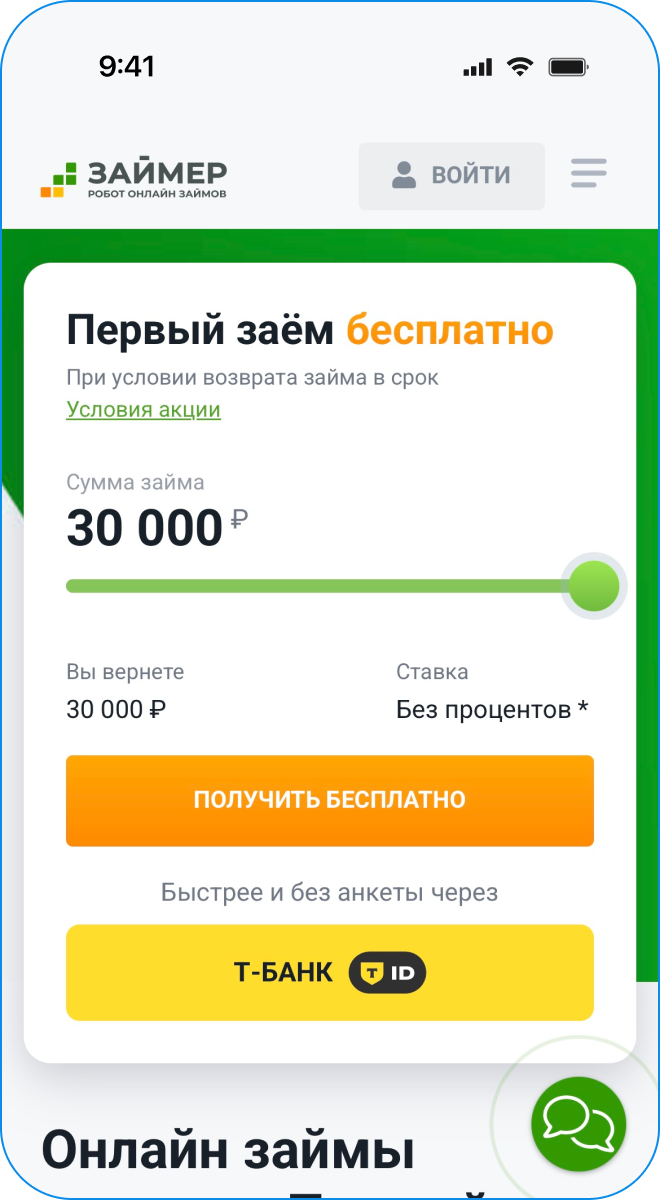 9:41
ЗАЙМЕР
РОБОТ ОНЛАЙН ЗАЙМОВ
ВОЙТИ
Первый заём бесплатно
При условии возврата займа в срок
Условия акции
Сумма займа
30 000 ₽
Вы вернете
30 000 ₽
Ставка
Без процентов *
ПОЛУЧИТЬ БЕСПЛАТНО
Быстрее и без анкеты через
Т-БАНК T ID
Онлайн займы